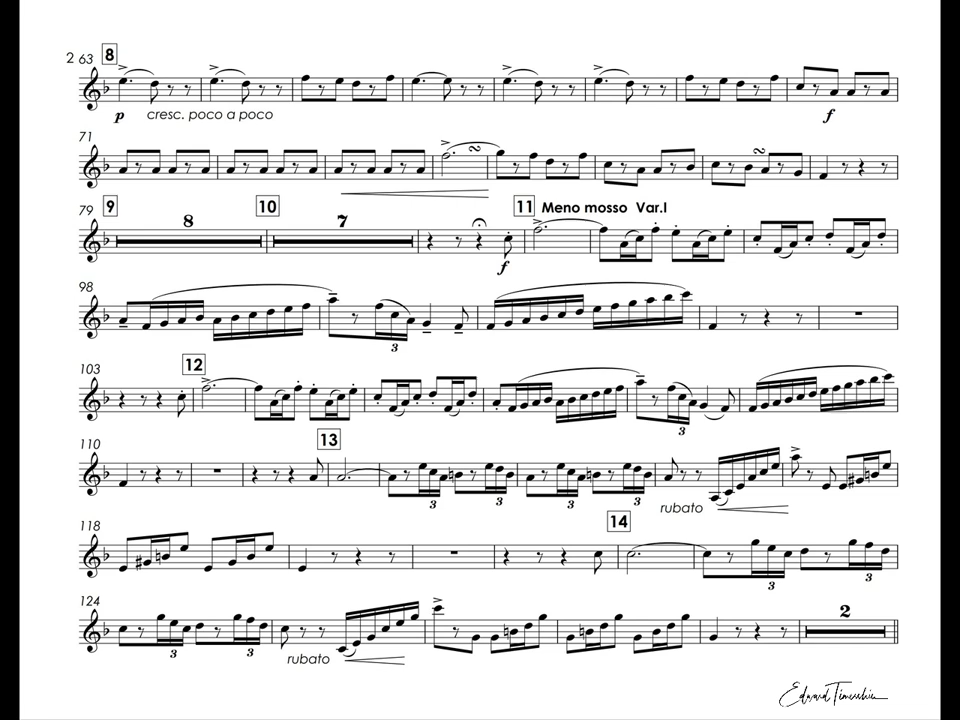 2 63 8
p cresc. poco a poco f
71
79 9 8 10 7 11 Meno mosso Var.I
f
98
3
103 12
3
110 13
3 3 3 3
rubato
118 14
3 3
124
3 3 2
rubato
Edward